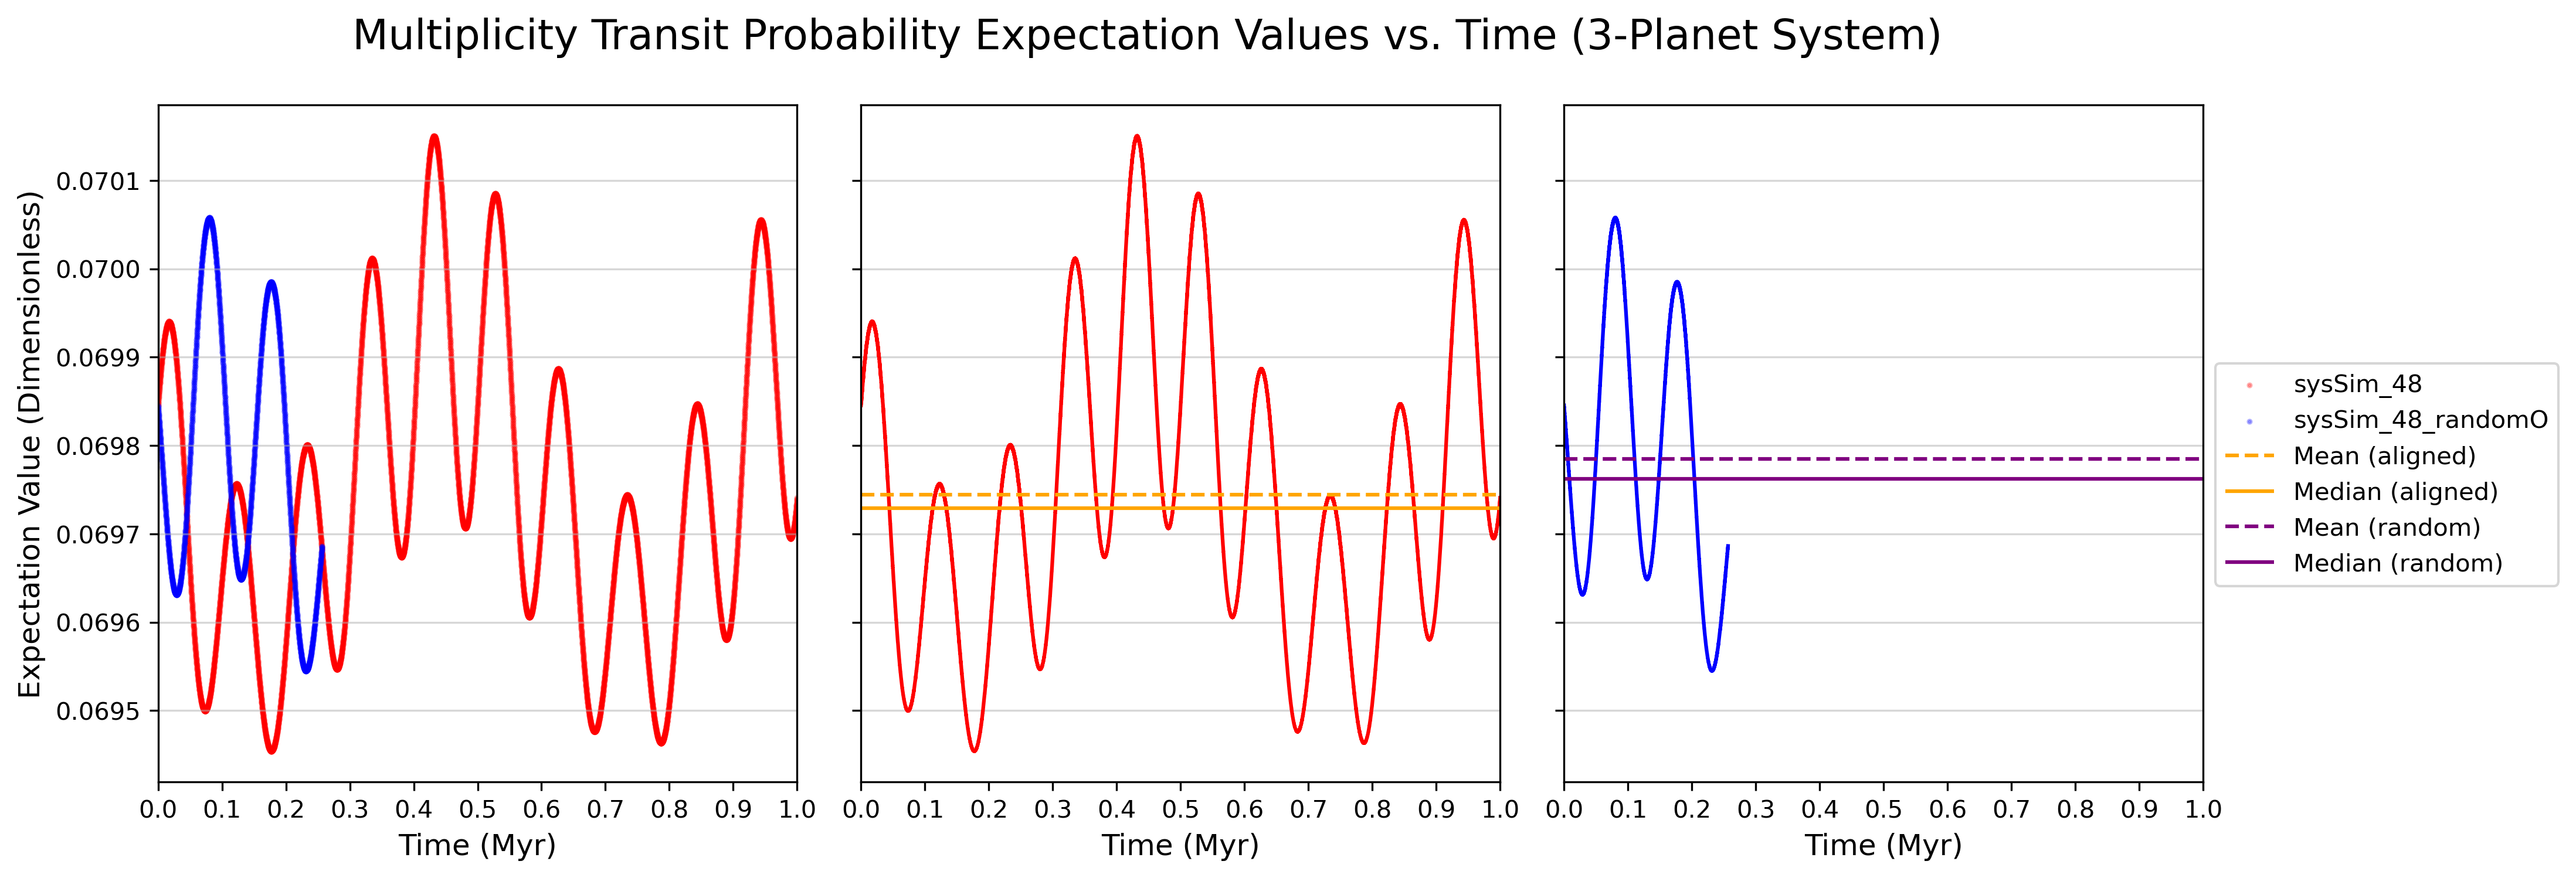 Multiplicity Transit Probability Expectation Values vs. Time (3-Planet System)
Expectation Value (Dimensionless)
0.0701
0.0700
0.0699
0.0698
0.0697
0.0696
0.0695
0.0 0.1 0.2 0.3 0.4 0.5 0.6 0.7 0.8 0.9 1.0
Time (Myr)
0.0 0.1 0.2 0.3 0.4 0.5 0.6 0.7 0.8 0.9 1.0
Time (Myr)
0.0 0.1 0.2 0.3 0.4 0.5 0.6 0.7 0.8 0.9 1.0
Time (Myr)
sysSim_48
sysSim_48_randomO
Mean (aligned)
Median (aligned)
Mean (random)
Median (random)